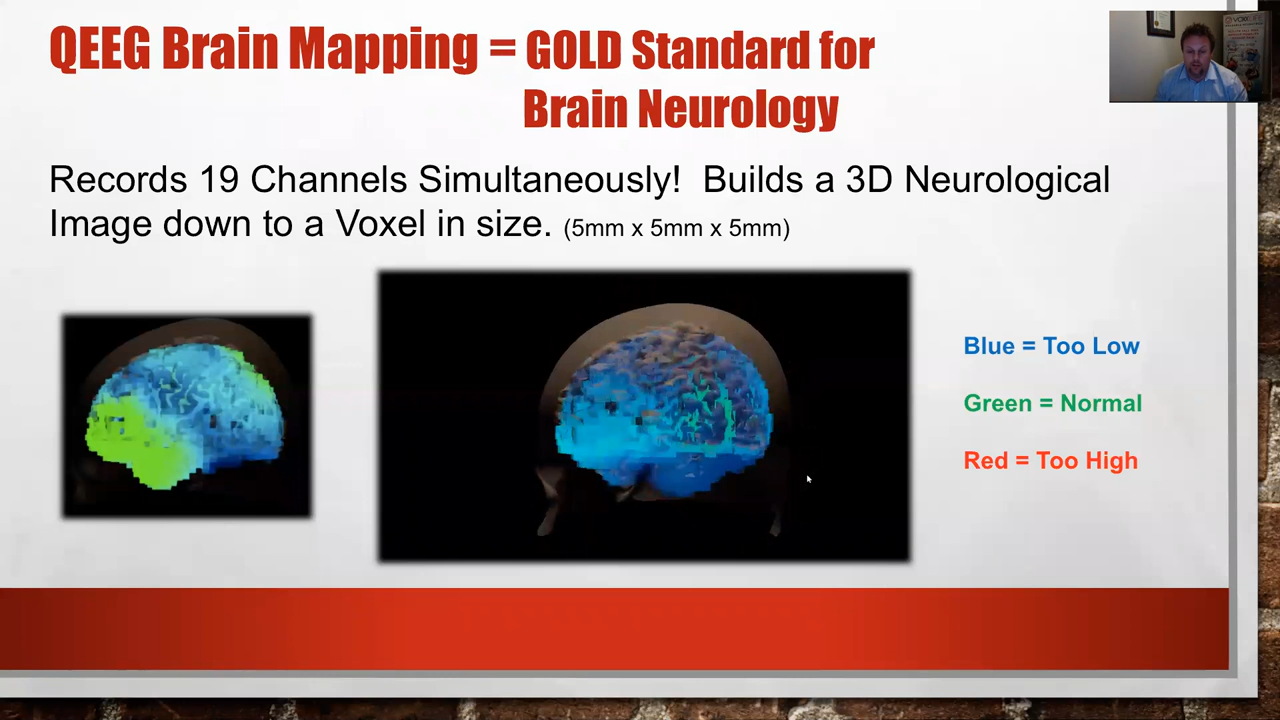 QEEG Brain Mapping = GOLD Standard for
Brain Neurology
Records 19 Channels Simultaneously!  Builds a 3D Neurological
Image down to a Voxel in size. (5mm x 5mm x 5mm)
Blue = Too Low
Green = Normal
Red = Too High